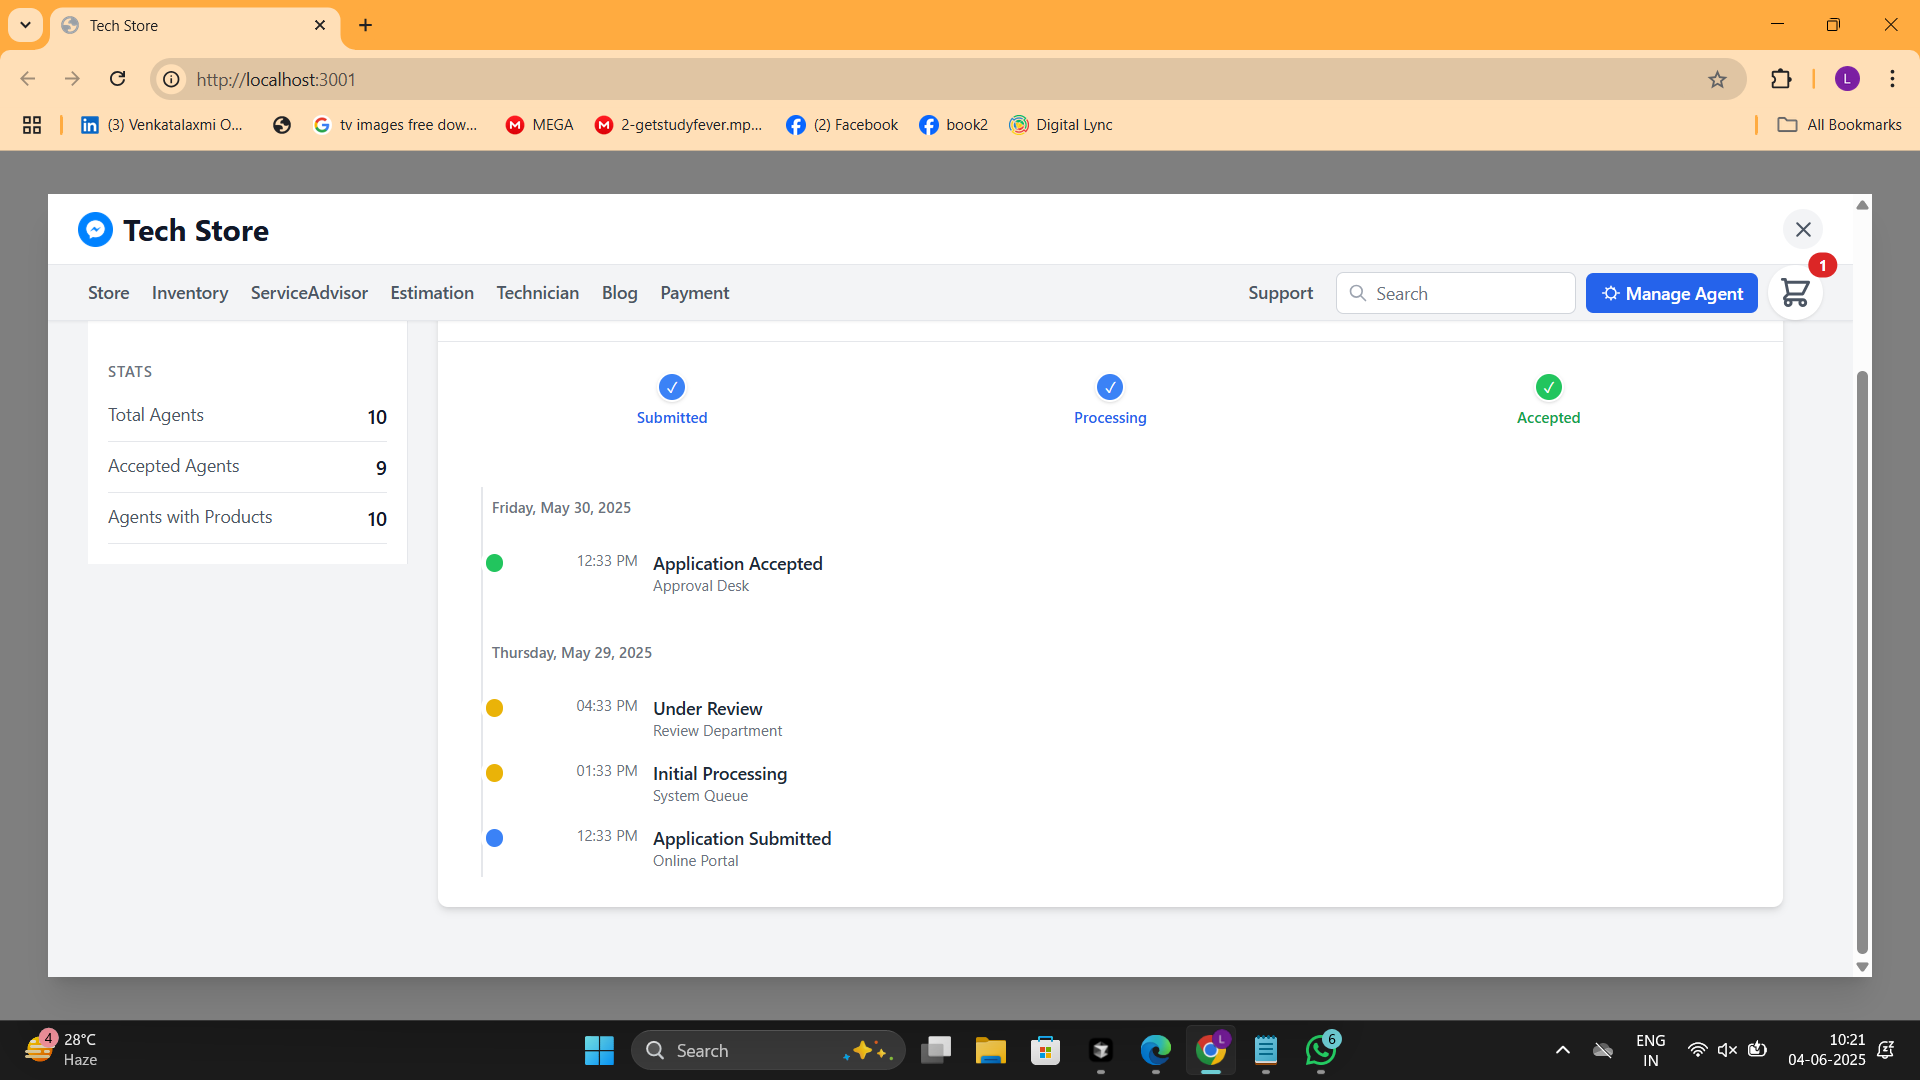 Tech Store
http://localhost:3001
L
(3) Venkatalaxmi O...
tv images free dow...
MEGA
2-getstudyfever.mp...
(2) Facebook
book2
Digital Lync
All Bookmarks
Tech Store
1
Store Inventory ServiceAdvisor Estimation Technician Blog Payment Support Search Manage Agent
STATS
Total Agents 10
Accepted Agents 9
Agents with Products 10
Submitted Processing Accepted
Friday, May 30, 2025
12:33 PM Application Accepted
Approval Desk
Thursday, May 29, 2025
04:33 PM Under Review
Review Department
01:33 PM Initial Processing
System Queue
12:33 PM Application Submitted
Online Portal
4
28°C
Haze
Search
L
6
ENG
IN
10:21
04-06-2025